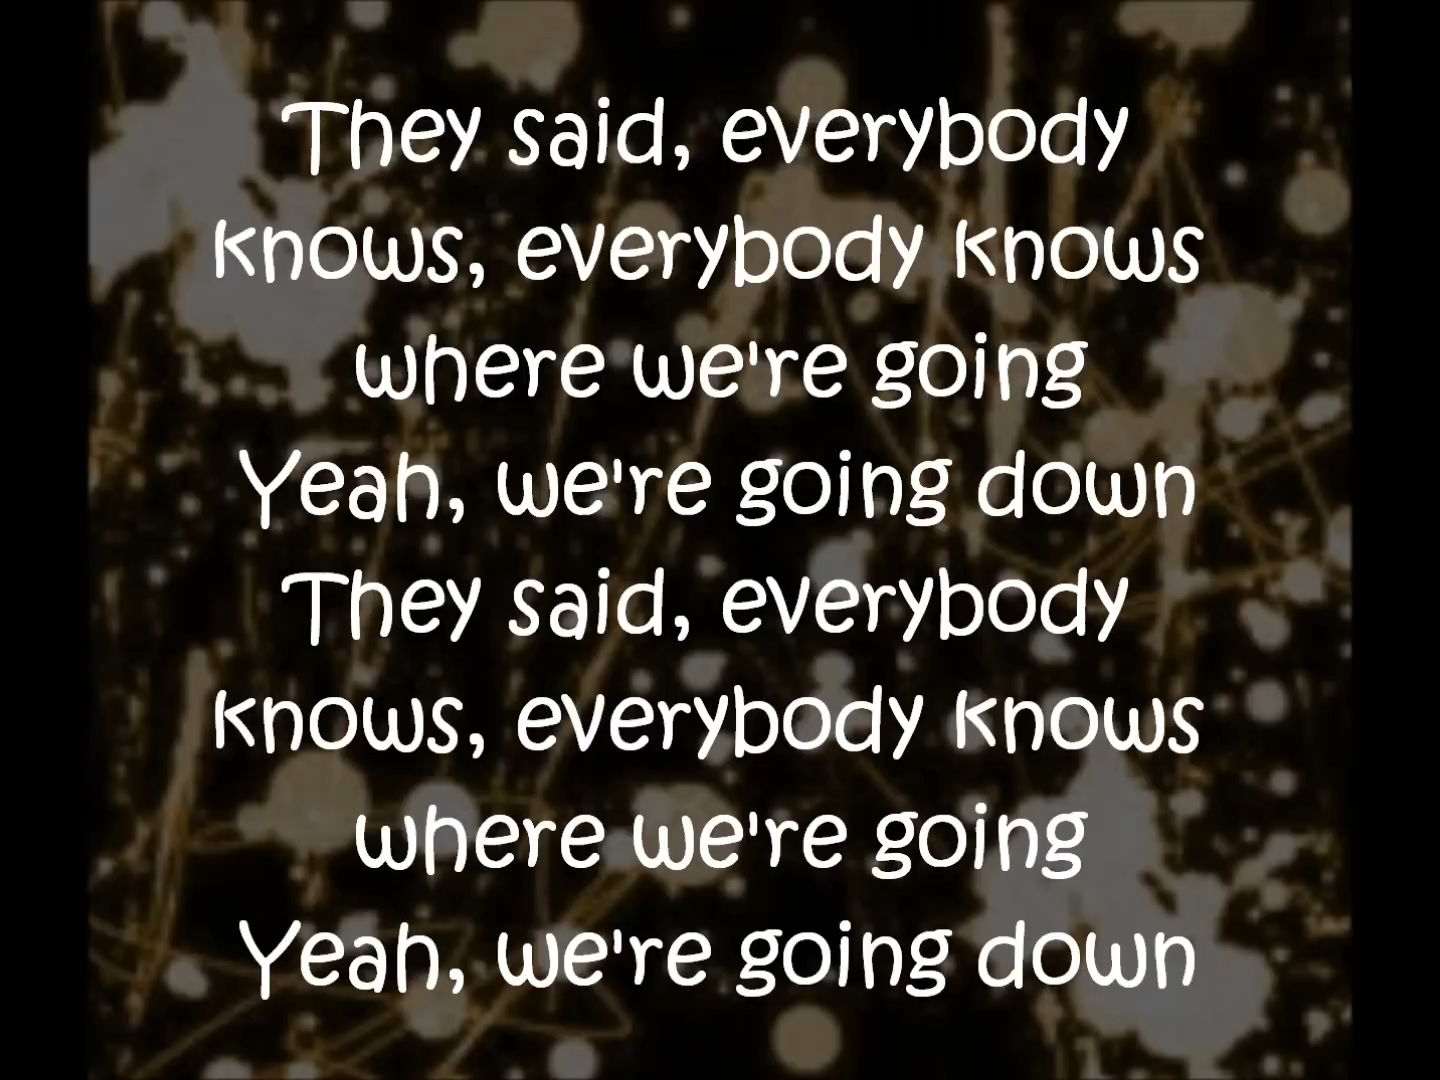 They said, everybody
knows, everybody knows
where we're going
Yeah, we're going down
They said, everybody
knows, everybody knows
where we're going
Yeah, we're going down